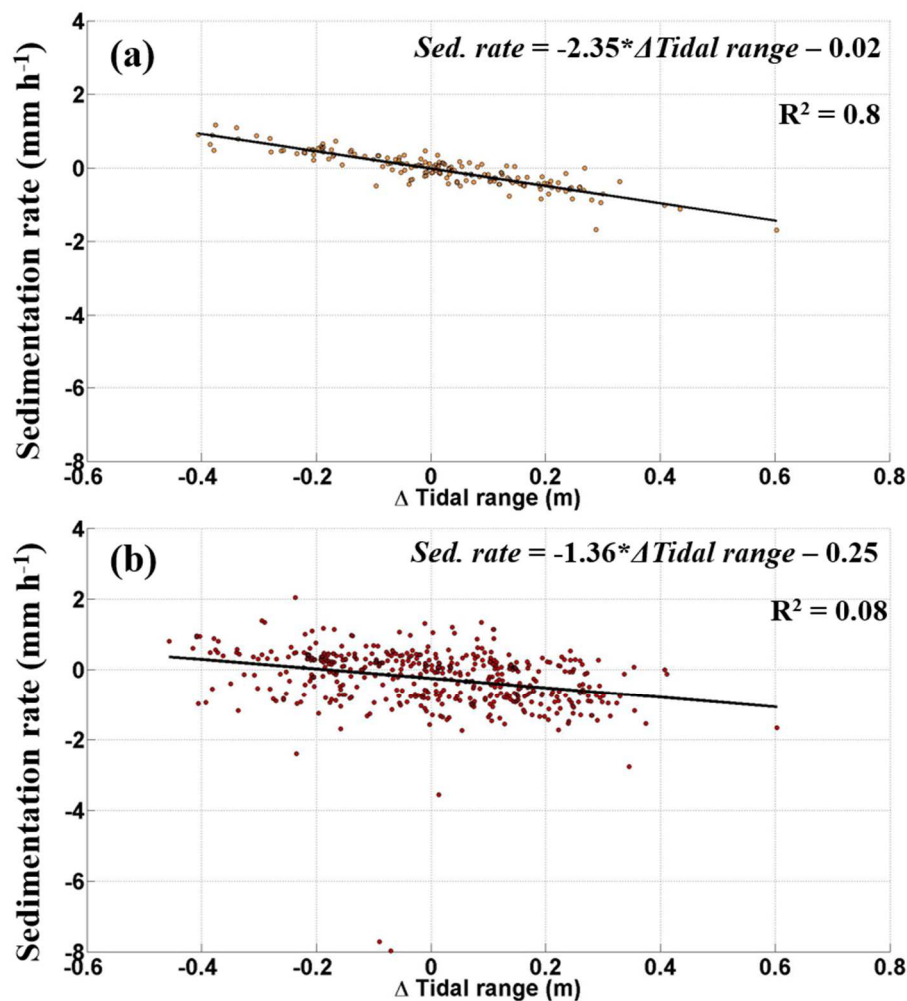 4
(a)
Sed. rate = -2.35*ΔTidal range – 0.02
2
R² = 0.8
0
-2
-4
-6
-8
Sedimentation rate (mm h⁻¹)
-0.6 -0.4 -0.2 0 0.2 0.4 0.6 0.8
Δ Tidal range (m)
4
(b)
Sed. rate = -1.36*ΔTidal range – 0.25
2
R² = 0.08
0
-2
-4
-6
-8
Sedimentation rate (mm h⁻¹)
-0.6 -0.4 -0.2 0 0.2 0.4 0.6 0.8
Δ Tidal range (m)